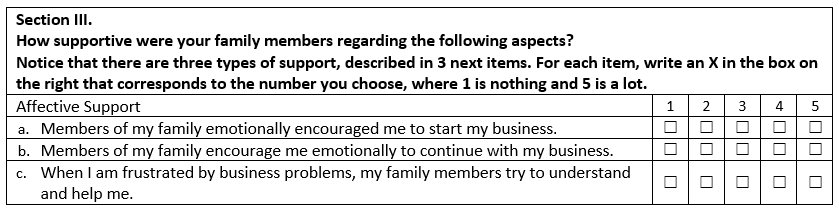 Section III.
How supportive were your family members regarding the following aspects?
Notice that there are three types of support, described in 3 next items. For each item, write an X in the box on
the right that corresponds to the number you choose, where 1 is nothing and 5 is a lot.
Affective Support 1 2 3 4 5
a. Members of my family emotionally encouraged me to start my business. ☐ ☐ ☐ ☐ ☐
b. Members of my family encourage me emotionally to continue with my business. ☐ ☐ ☐ ☐ ☐
c. When I am frustrated by business problems, my family members try to understand
and help me. ☐ ☐ ☐ ☐ ☐